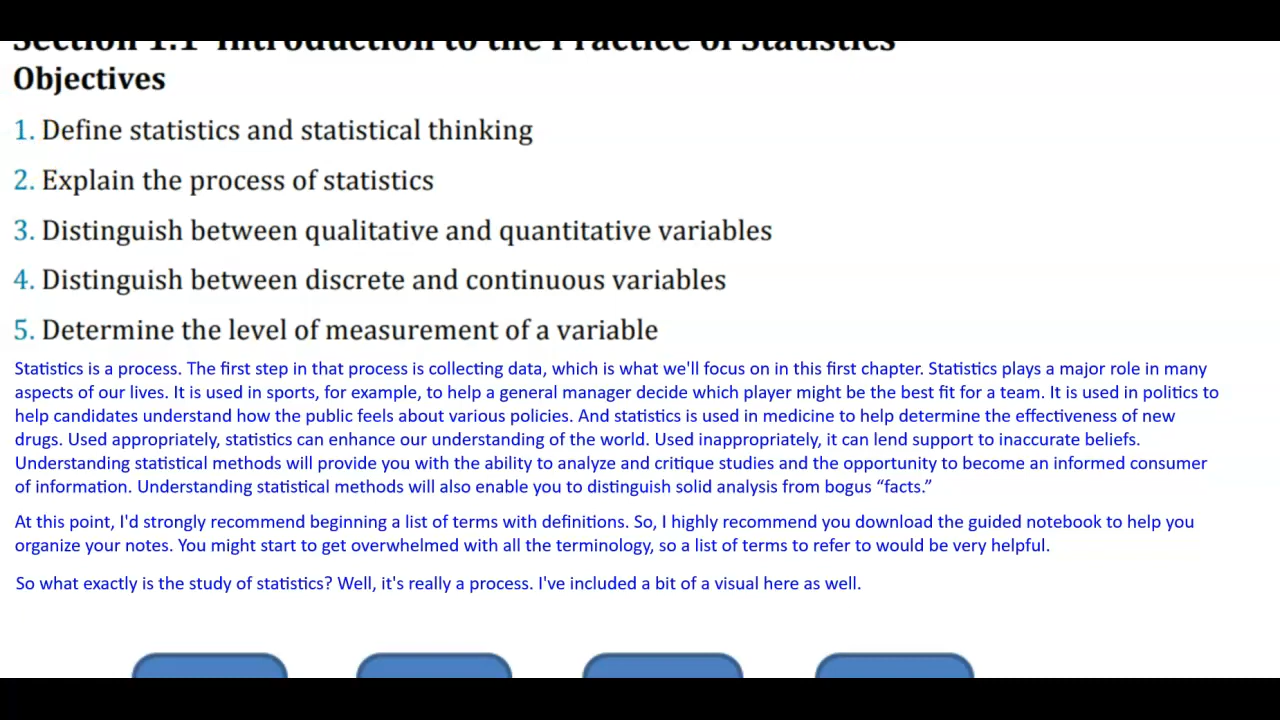 Section 1.1 Introduction to the Practice of Statistics
Objectives
1. Define statistics and statistical thinking
2. Explain the process of statistics
3. Distinguish between qualitative and quantitative variables
4. Distinguish between discrete and continuous variables
5. Determine the level of measurement of a variable
Statistics is a process. The first step in that process is collecting data, which is what we'll focus on in this first chapter. Statistics plays a major role in many
aspects of our lives. It is used in sports, for example, to help a general manager decide which player might be the best fit for a team. It is used in politics to
help candidates understand how the public feels about various policies. And statistics is used in medicine to help determine the effectiveness of new
drugs. Used appropriately, statistics can enhance our understanding of the world. Used inappropriately, it can lend support to inaccurate beliefs.
Understanding statistical methods will provide you with the ability to analyze and critique studies and the opportunity to become an informed consumer
of information. Understanding statistical methods will also enable you to distinguish solid analysis from bogus “facts.”
At this point, I'd strongly recommend beginning a list of terms with definitions. So, I highly recommend you download the guided notebook to help you
organize your notes. You might start to get overwhelmed with all the terminology, so a list of terms to refer to would be very helpful.
So what exactly is the study of statistics? Well, it's really a process. I've included a bit of a visual here as well.